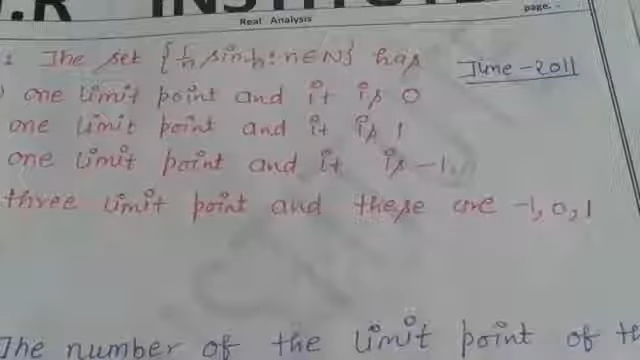 .R INSTITUTE
Real Analysis
page.
The set {1/n sin 1/n : n∈N} has
June-2011
one limit point and it is 0
one limit point and it is 1
one limit point and it is -1
three limit point and these are -1, 0, 1
The number of the limit point of